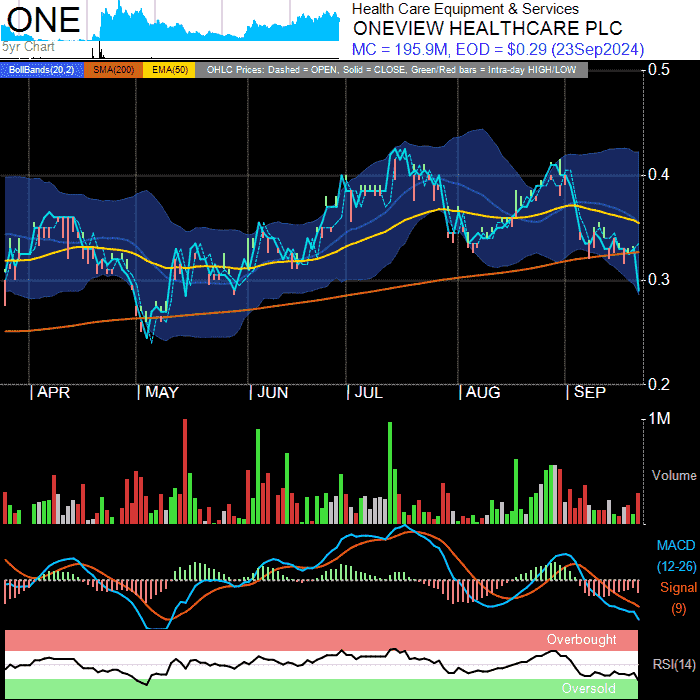 ONE
5yr Chart
Health Care Equipment & Services
ONEVIEW HEALTHCARE PLC
MC = 195.9M, EOD = $0.29 (23Sep2024)
BollBands(20,2) SMA(200) EMA(50) OHLC Prices: Dashed = OPEN, Solid = CLOSE, Green/Red bars = Intra-day HIGH/LOW
0.5
0.4
0.3
0.2
|APR |MAY |JUN |JUL |AUG |SEP
1M
Volume
MACD
(12-26)
Signal
(9)
Overbought
RSI(14)
Oversold